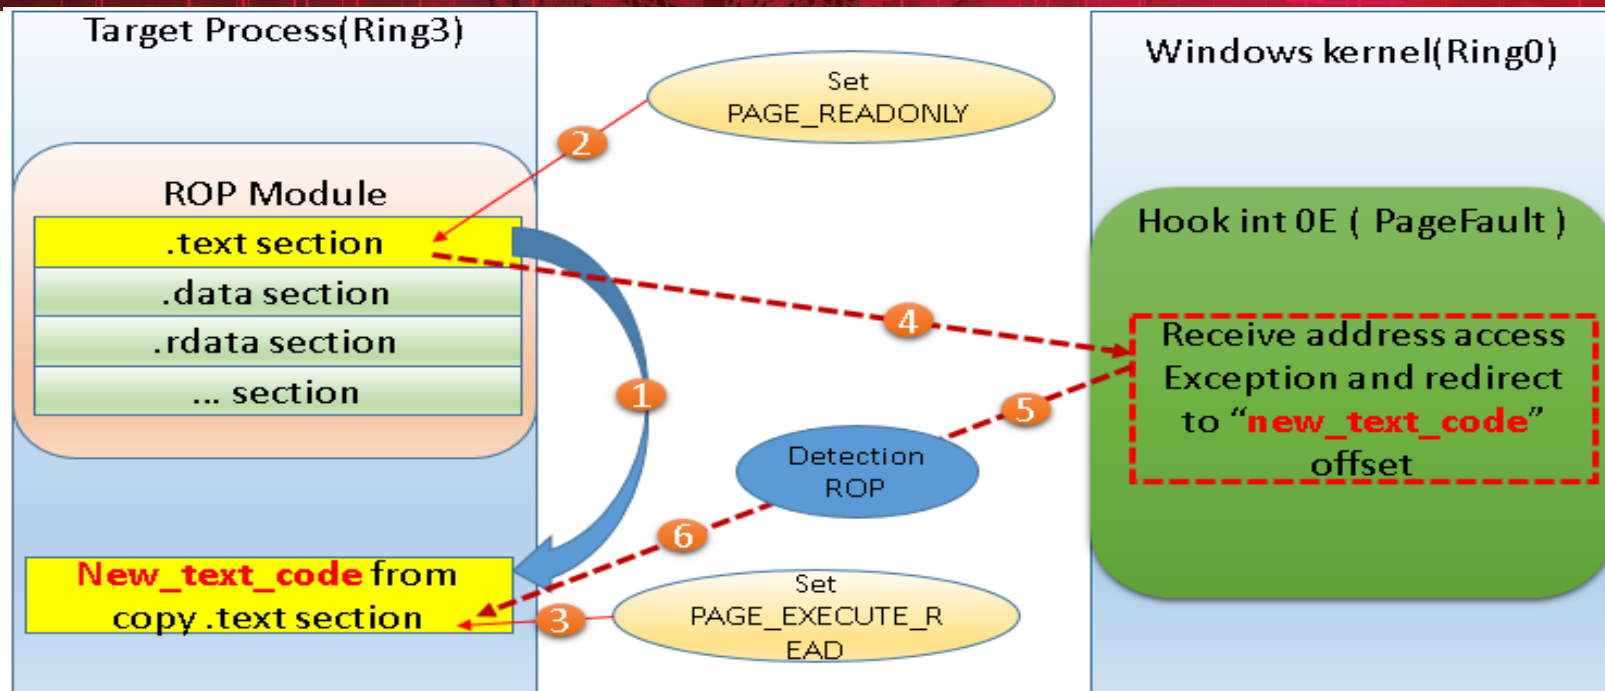 Target Process(Ring3)
Windows kernel(Ring0)
Set
PAGE_READONLY
2
ROP Module
.text section
.data section
.rdata section
... section
1
Hook int 0E ( PageFault )
4
Receive address access
Exception and redirect
to “new_text_code”
offset
5
Detection
ROP
6
New_text_code from
copy .text section
3
Set
PAGE_EXECUTE_R
EAD